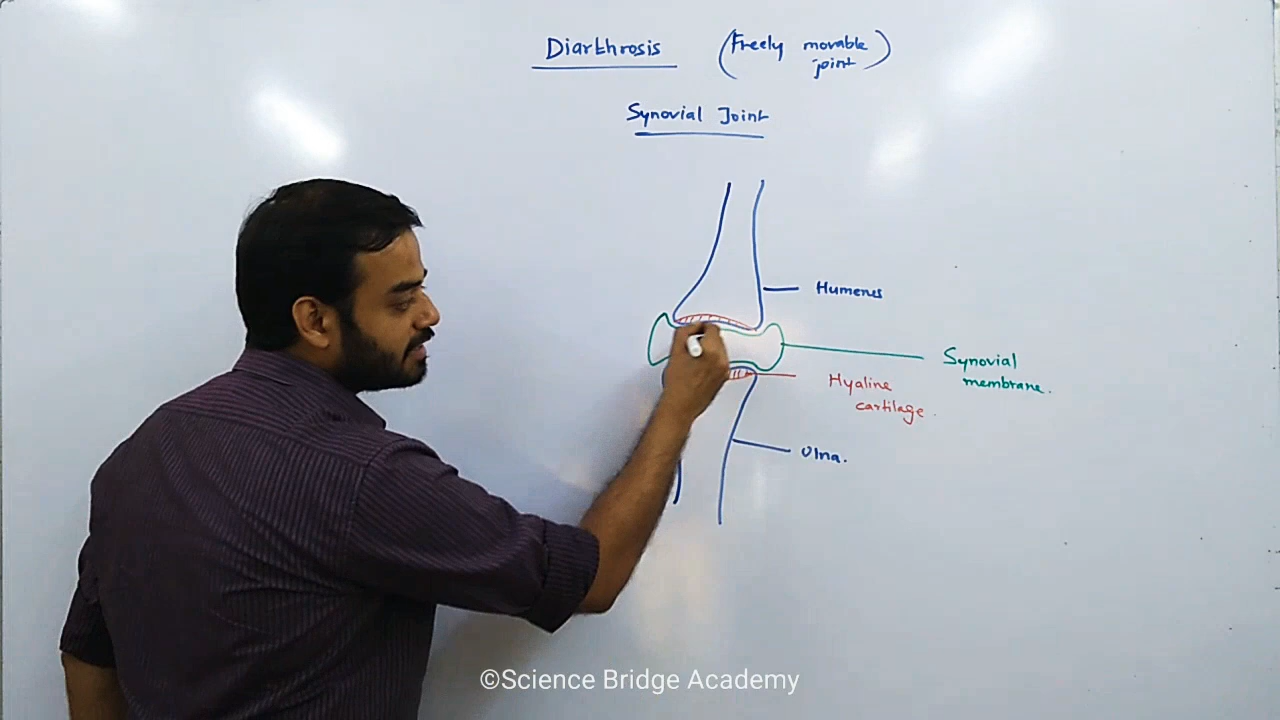 Diarthrosis (Freely movable joint)
Synovial Joint
Humerus
Synovial
membrane.
Hyaline
cartilage.
Ulna.
©Science Bridge Academy